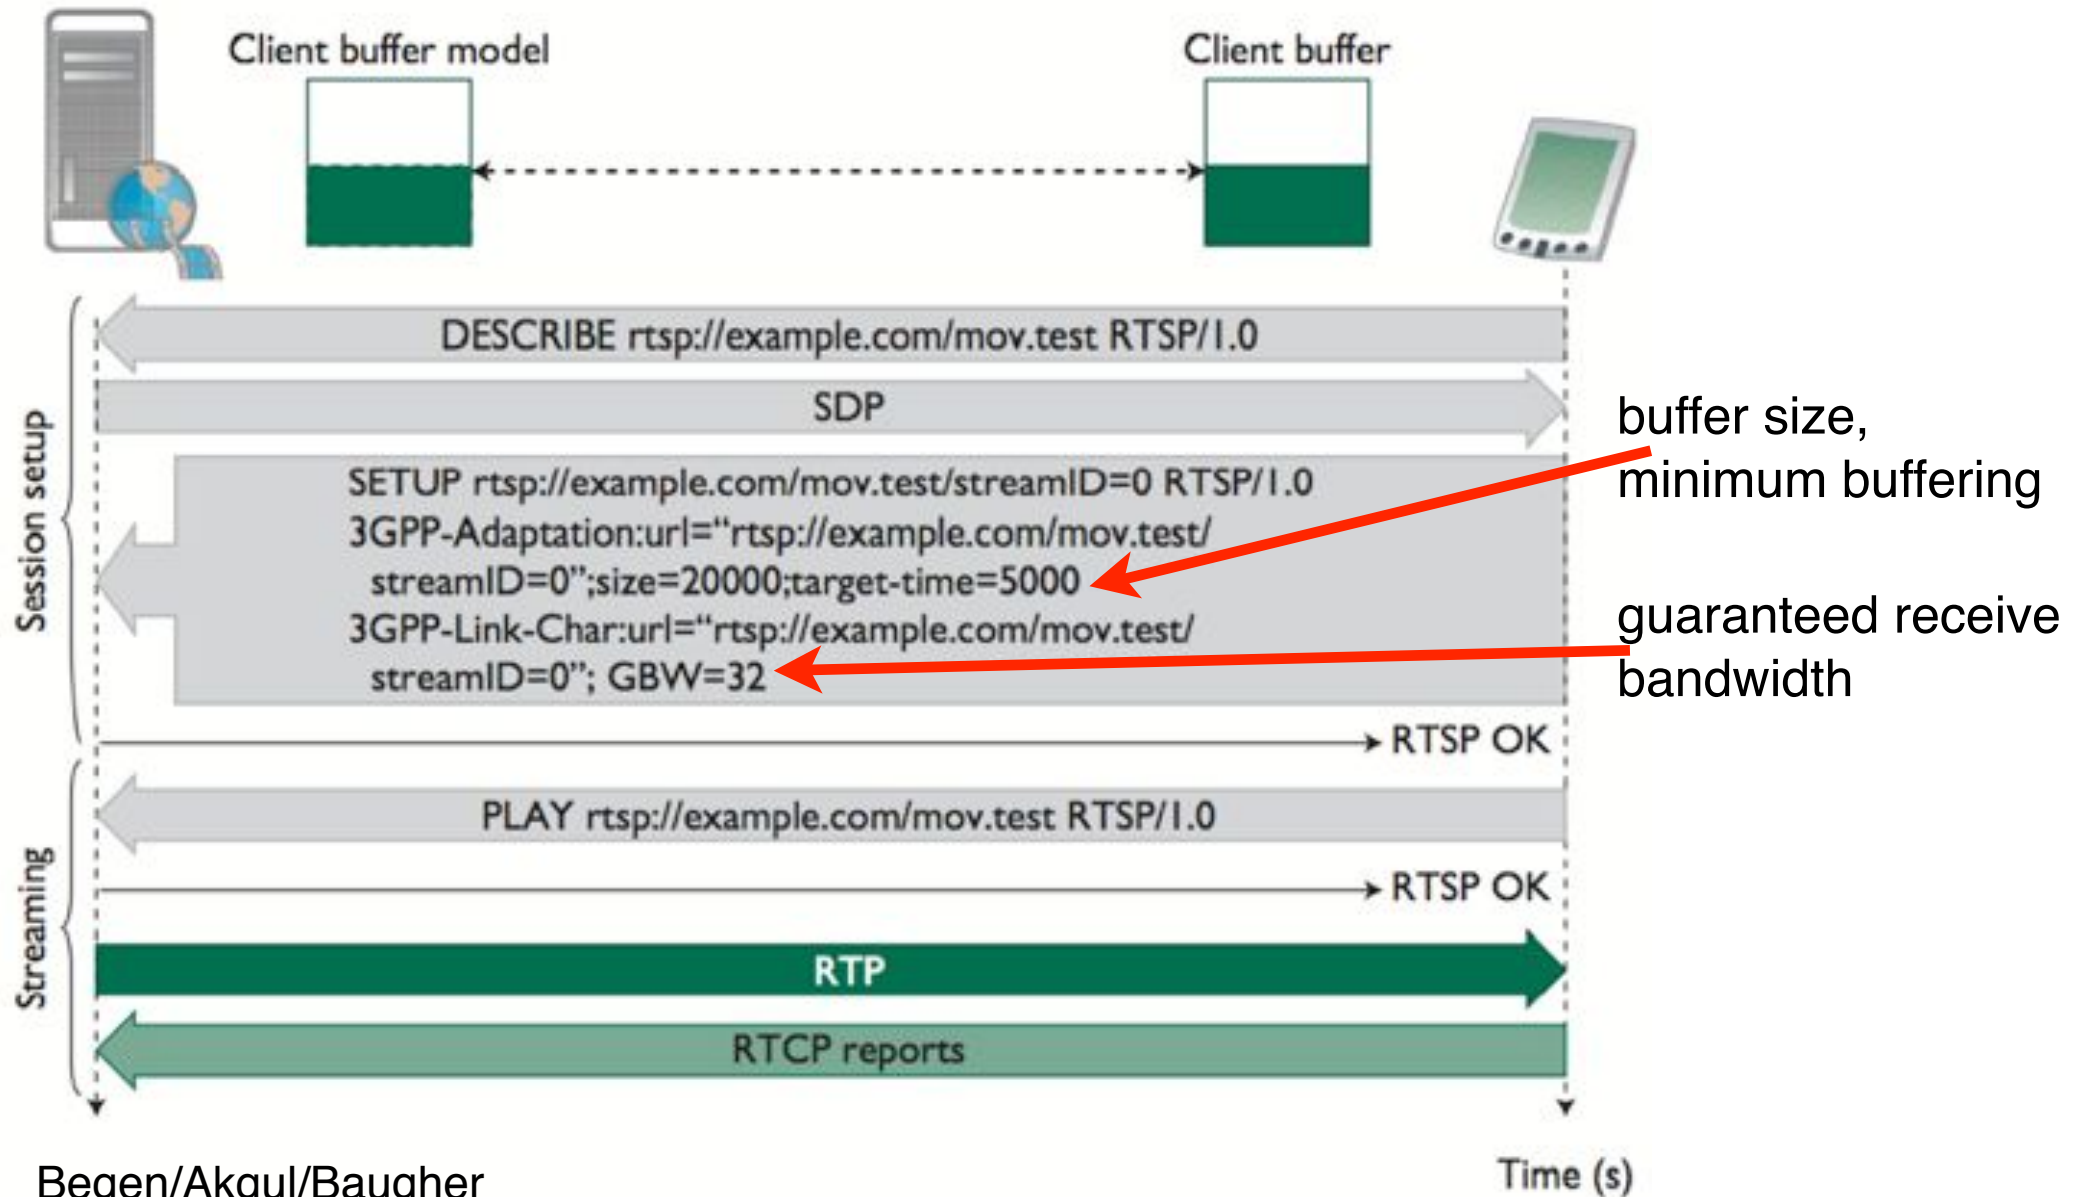 Client buffer model
Client buffer
DESCRIBE rtsp://example.com/mov.test RTSP/1.0
SDP
Session setup
SETUP rtsp://example.com/mov.test/streamID=0 RTSP/1.0
3GPP-Adaptation:url=“rtsp://example.com/mov.test/
streamID=0”;size=20000;target-time=5000
3GPP-Link-Char:url=“rtsp://example.com/mov.test/
streamID=0”; GBW=32
buffer size,
minimum buffering
guaranteed receive
bandwidth
RTSP OK
Streaming
PLAY rtsp://example.com/mov.test RTSP/1.0
RTSP OK
RTP
RTCP reports
Begen/Akgul/Baugher
Time (s)